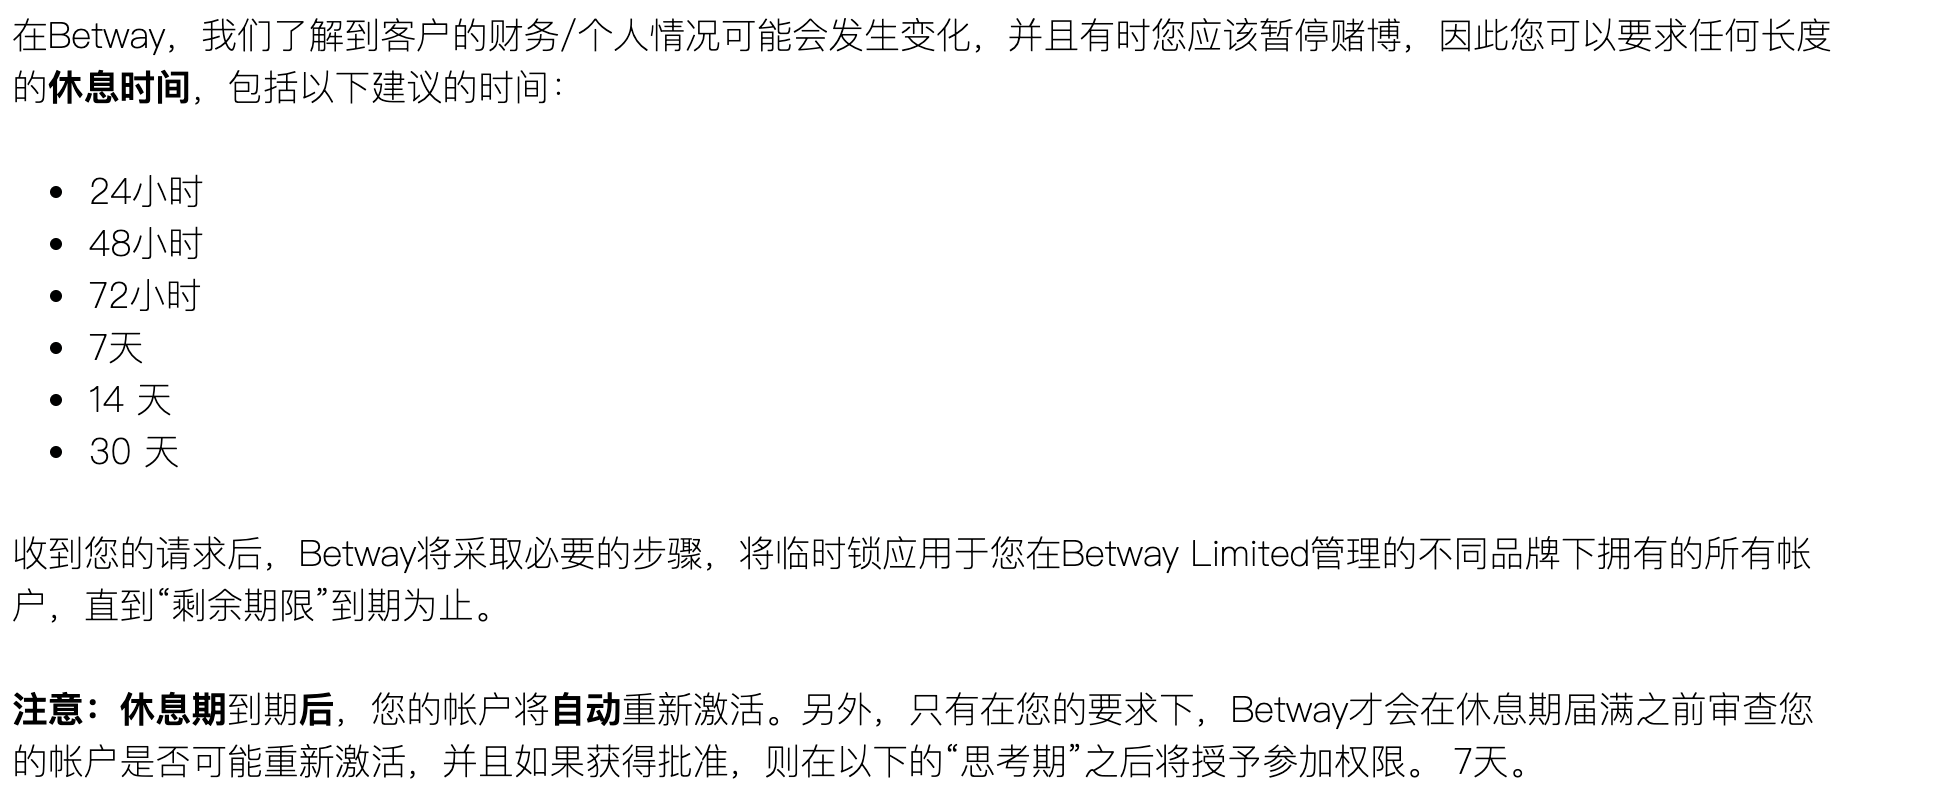 在Betway，我们了解到客户的财务/个人情况可能会发生变化，并且有时您应该暂停赌博，因此您可以要求任何长度
的休息时间，包括以下建议的时间：
• 24小时
• 48小时
• 72小时
• 7天
• 14 天
• 30 天
收到您的请求后，Betway将采取必要的步骤，将临时锁应用于您在Betway Limited管理的不同品牌下拥有的所有帐
户，直到“剩余期限”到期为止。
注意：休息期到期后，您的帐户将自动重新激活。另外，只有在您的要求下，Betway才会在休息期届满之前审查您
的帐户是否可能重新激活，并且如果获得批准，则在以下的“思考期”之后将授予参加权限。 7天。